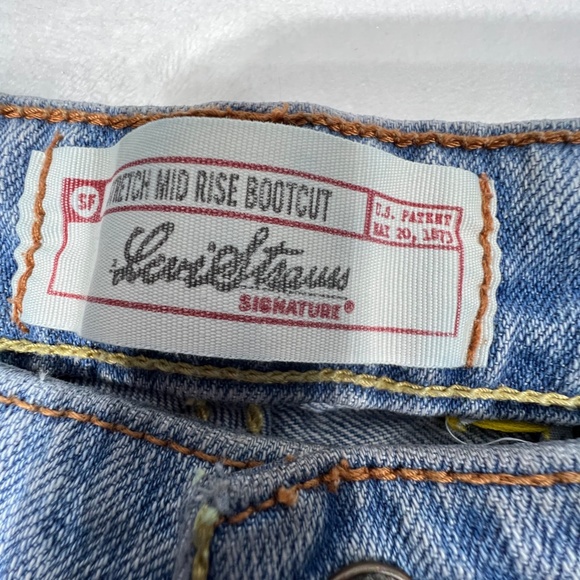 SF
RETCH MID RISE BOOTCUT
U.S. PATENT
MAY 20, 1873
Levi Strauss
SIGNATURE®